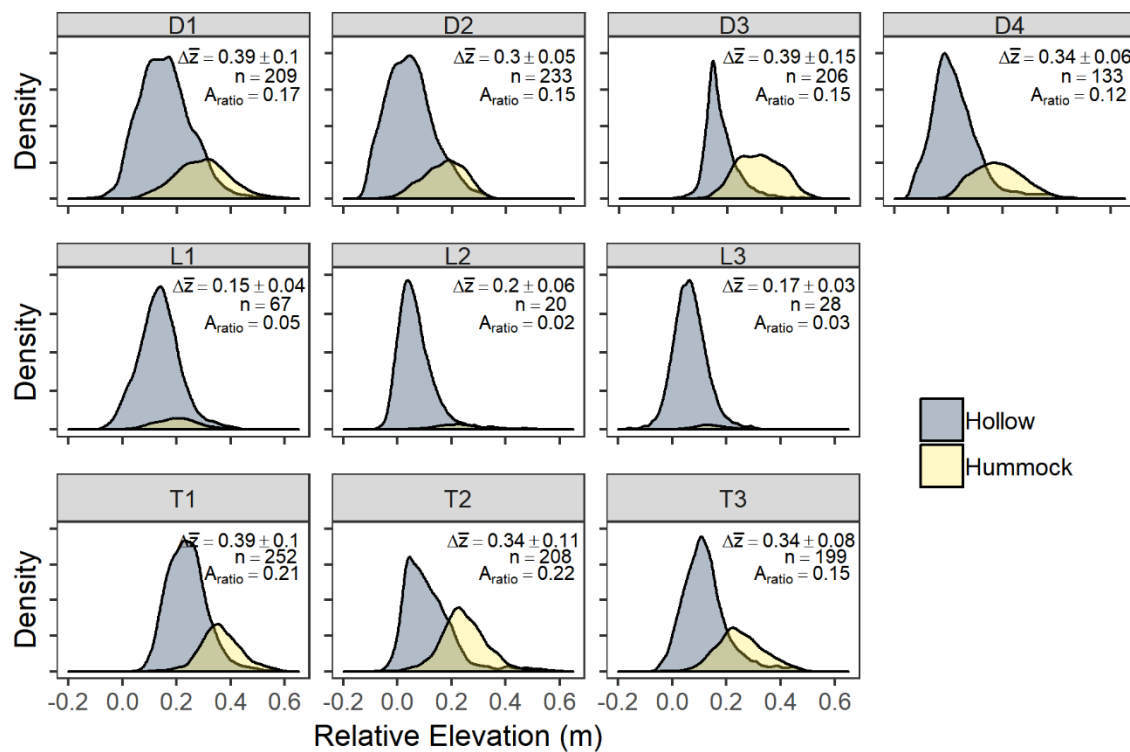 D1 D2 D3 D4
Δz̅ = 0.39 ± 0.1
n = 209
A_ratio = 0.17
Δz̅ = 0.3 ± 0.05
n = 233
A_ratio = 0.15
Δz̅ = 0.39 ± 0.15
n = 206
A_ratio = 0.15
Δz̅ = 0.34 ± 0.06
n = 133
A_ratio = 0.12
Density
L1 L2 L3
Δz̅ = 0.15 ± 0.04
n = 67
A_ratio = 0.05
Δz̅ = 0.2 ± 0.06
n = 20
A_ratio = 0.02
Δz̅ = 0.17 ± 0.03
n = 28
A_ratio = 0.03
Density
Hollow
Hummock
T1 T2 T3
Δz̅ = 0.39 ± 0.1
n = 252
A_ratio = 0.21
Δz̅ = 0.34 ± 0.11
n = 208
A_ratio = 0.22
Δz̅ = 0.34 ± 0.08
n = 199
A_ratio = 0.15
Density
-0.2 0.0 0.2 0.4 0.6 -0.2 0.0 0.2 0.4 0.6 -0.2 0.0 0.2 0.4 0.6
Relative Elevation (m)